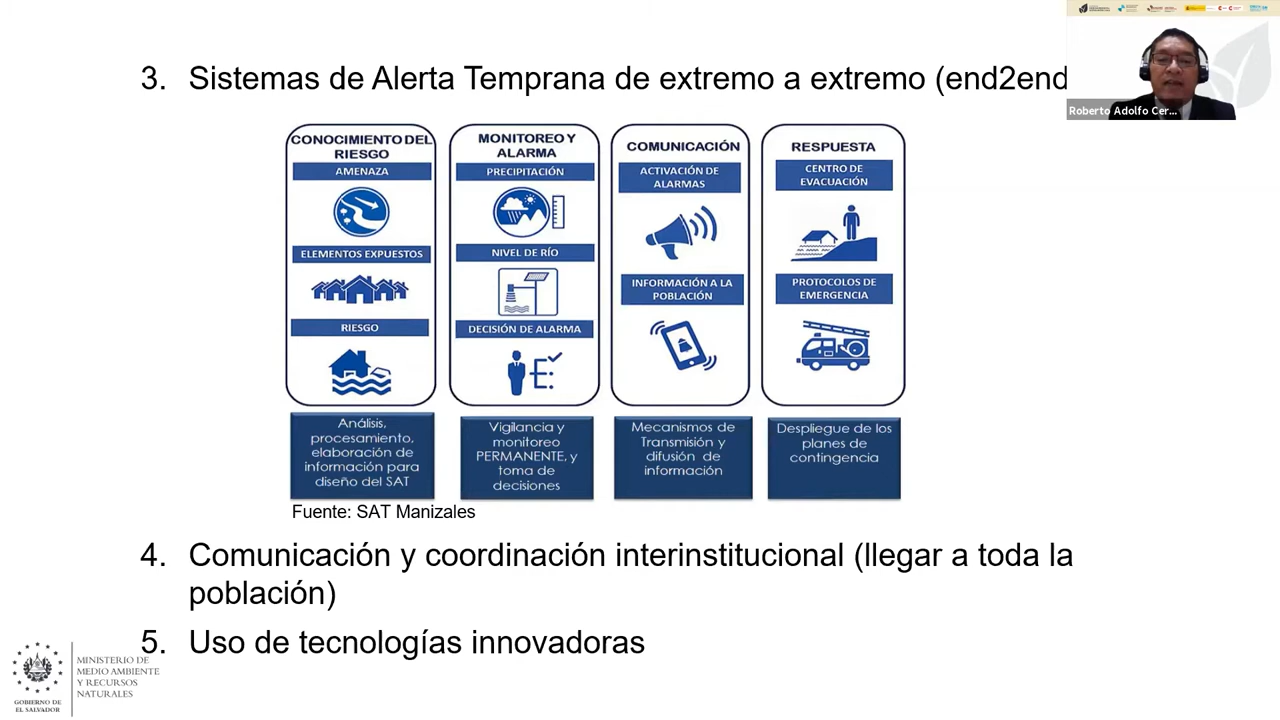 3. Sistemas de Alerta Temprana de extremo a extremo (end2end
Roberto Adolfo Cer...
CONOCIMIENTO DEL
RIESGO
AMENAZA
ELEMENTOS EXPUESTOS
RIESGO
Análisis,
procesamiento,
elaboración de
información para
diseño del SAT
MONITOREO Y
ALARMA
PRECIPITACIÓN
NIVEL DE RÍO
DECISIÓN DE ALARMA
Vigilancia y
monitoreo
PERMANENTE, y
toma de
decisiones
COMUNICACIÓN
ACTIVACIÓN DE
ALARMAS
INFORMACIÓN A LA
POBLACIÓN
Mecanismos de
Transmisión y
difusión de
información
RESPUESTA
CENTRO DE
EVACUACIÓN
PROTOCOLOS DE
EMERGENCIA
Despliegue de los
planes de
contingencia
Fuente: SAT Manizales
4. Comunicación y coordinación interinstitucional (llegar a toda la
población)
5. Uso de tecnologías innovadoras
GOBIERNO DE
EL SALVADOR
MINISTERIO DE
MEDIO AMBIENTE
Y RECURSOS
NATURALES